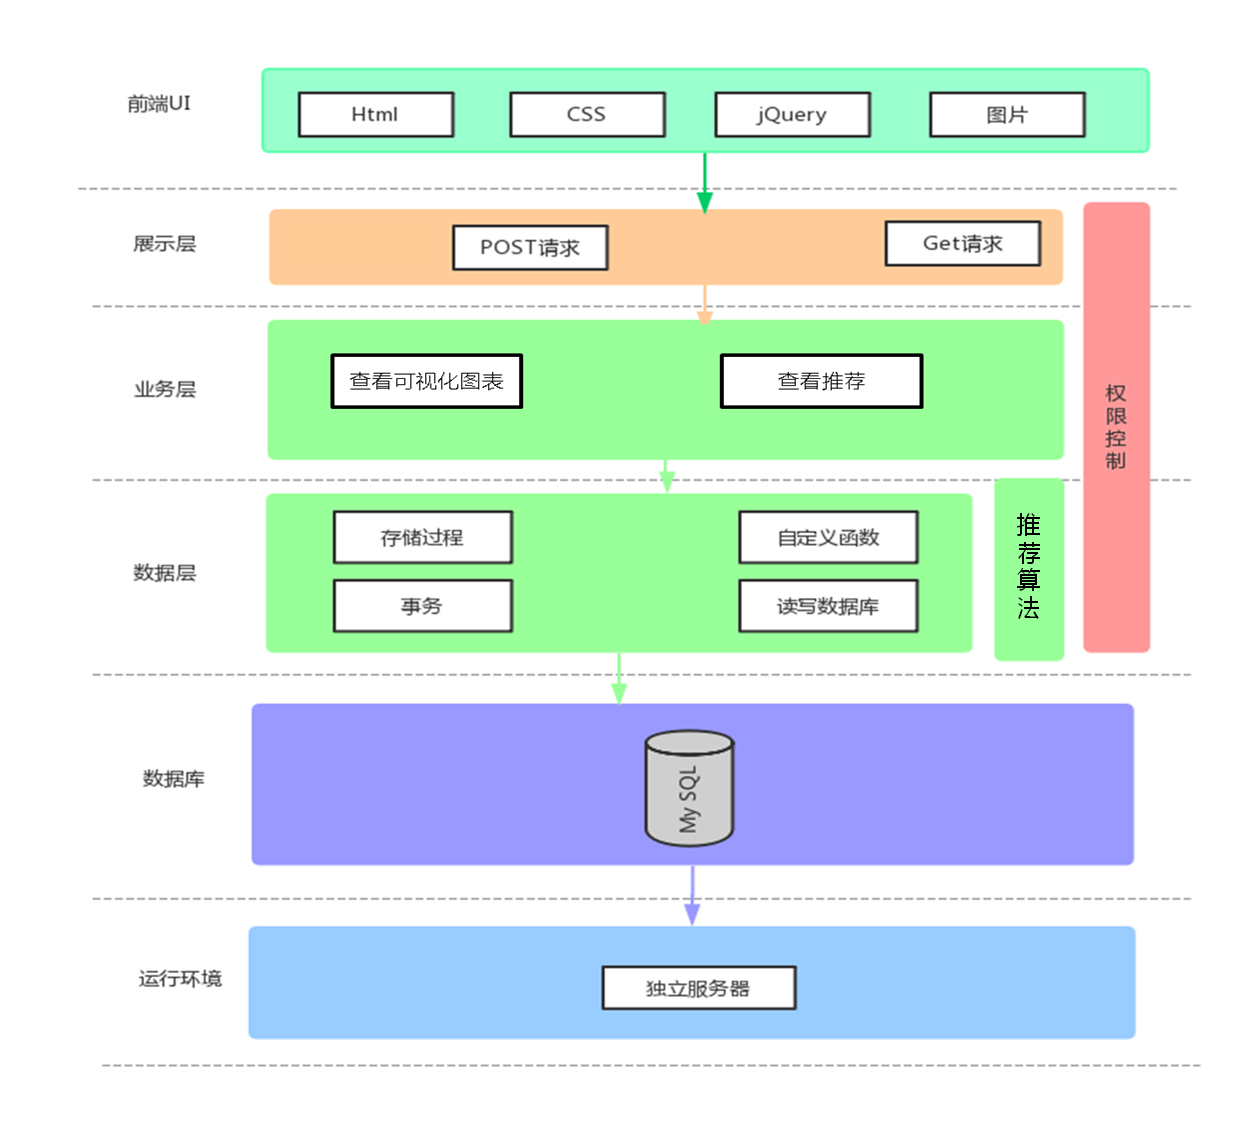 前端UI
Html
CSS
jQuery
图片
展示层
POST请求
Get请求
业务层
查看可视化图表
查看推荐
权限控制
数据层
存储过程
自定义函数
事务
读写数据库
推荐算法
数据库
My SQL
运行环境
独立服务器